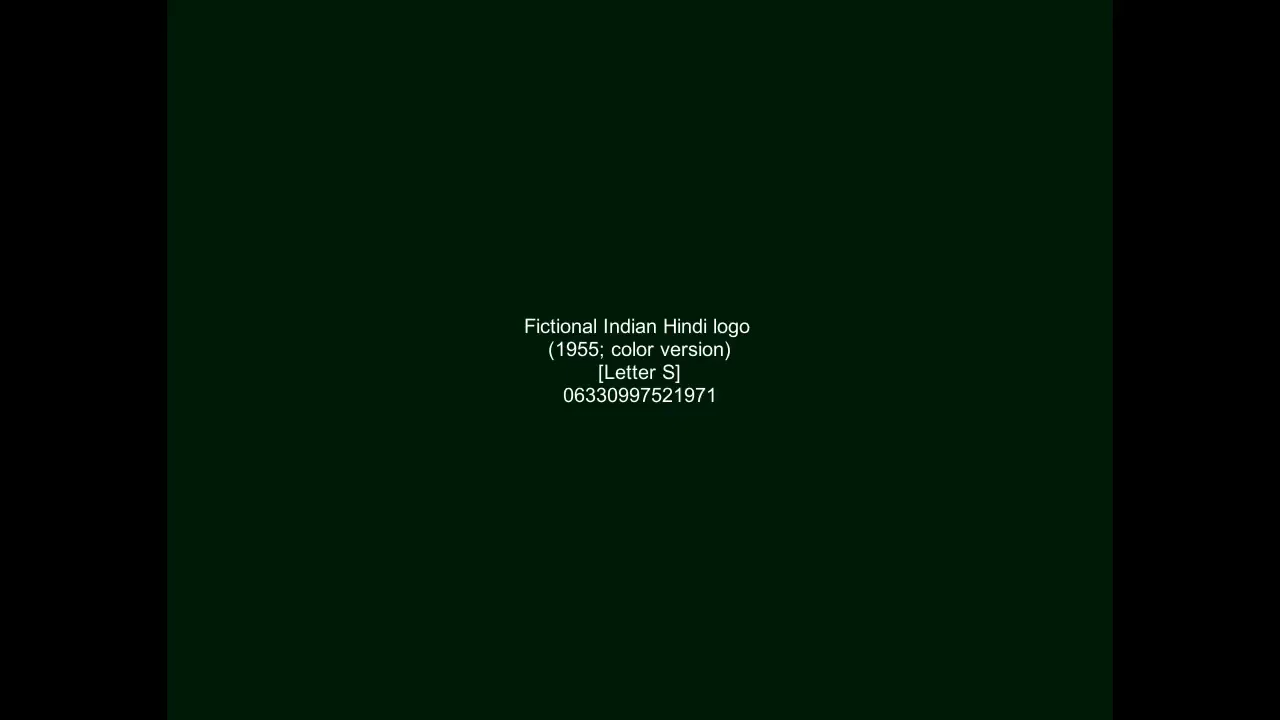 Fictional Indian Hindi logo
(1955; color version)
[Letter S]
06330997521971